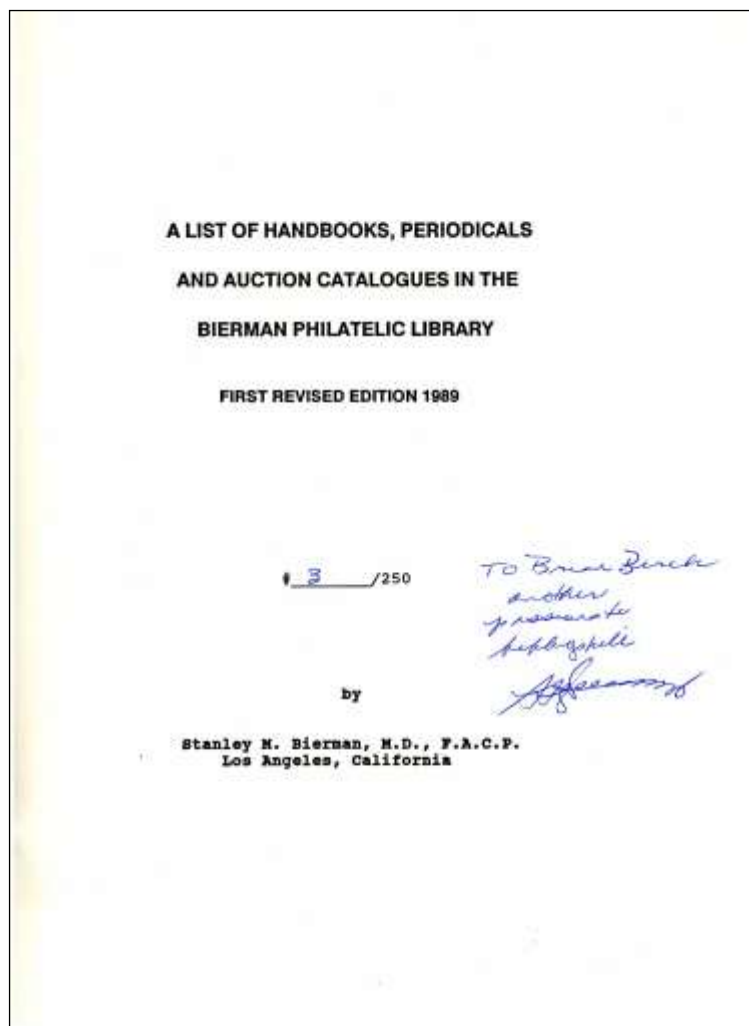 A LIST OF HANDBOOKS, PERIODICALS
AND AUCTION CATALOGUES IN THE
BIERMAN PHILATELIC LIBRARY
FIRST REVISED EDITION 1989
# 3 /250
To Brian Birch
another
passionate
by
Stanley M. Bierman, M.D., F.A.C.P.
Los Angeles, California